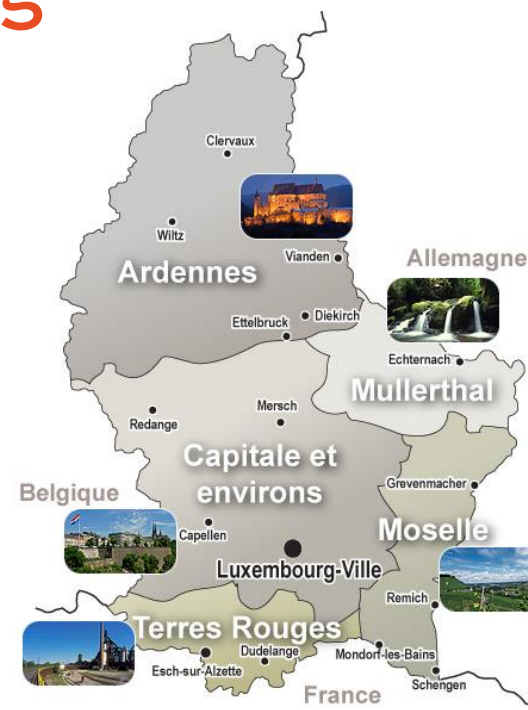 s
Clervaux
Wiltz
Vianden
Ardennes
Allemagne
Diekirch
Ettelbruck
Echternach
Mullerthal
Redange
Mersch
Capitale et
environs
Grevenmacher
Belgique
Capellen
Moselle
Luxembourg-Ville
Remich
Terres Rouges
Dudelange
Mondorf-les-Bains
Esch-sur-Alzette
Schengen
France